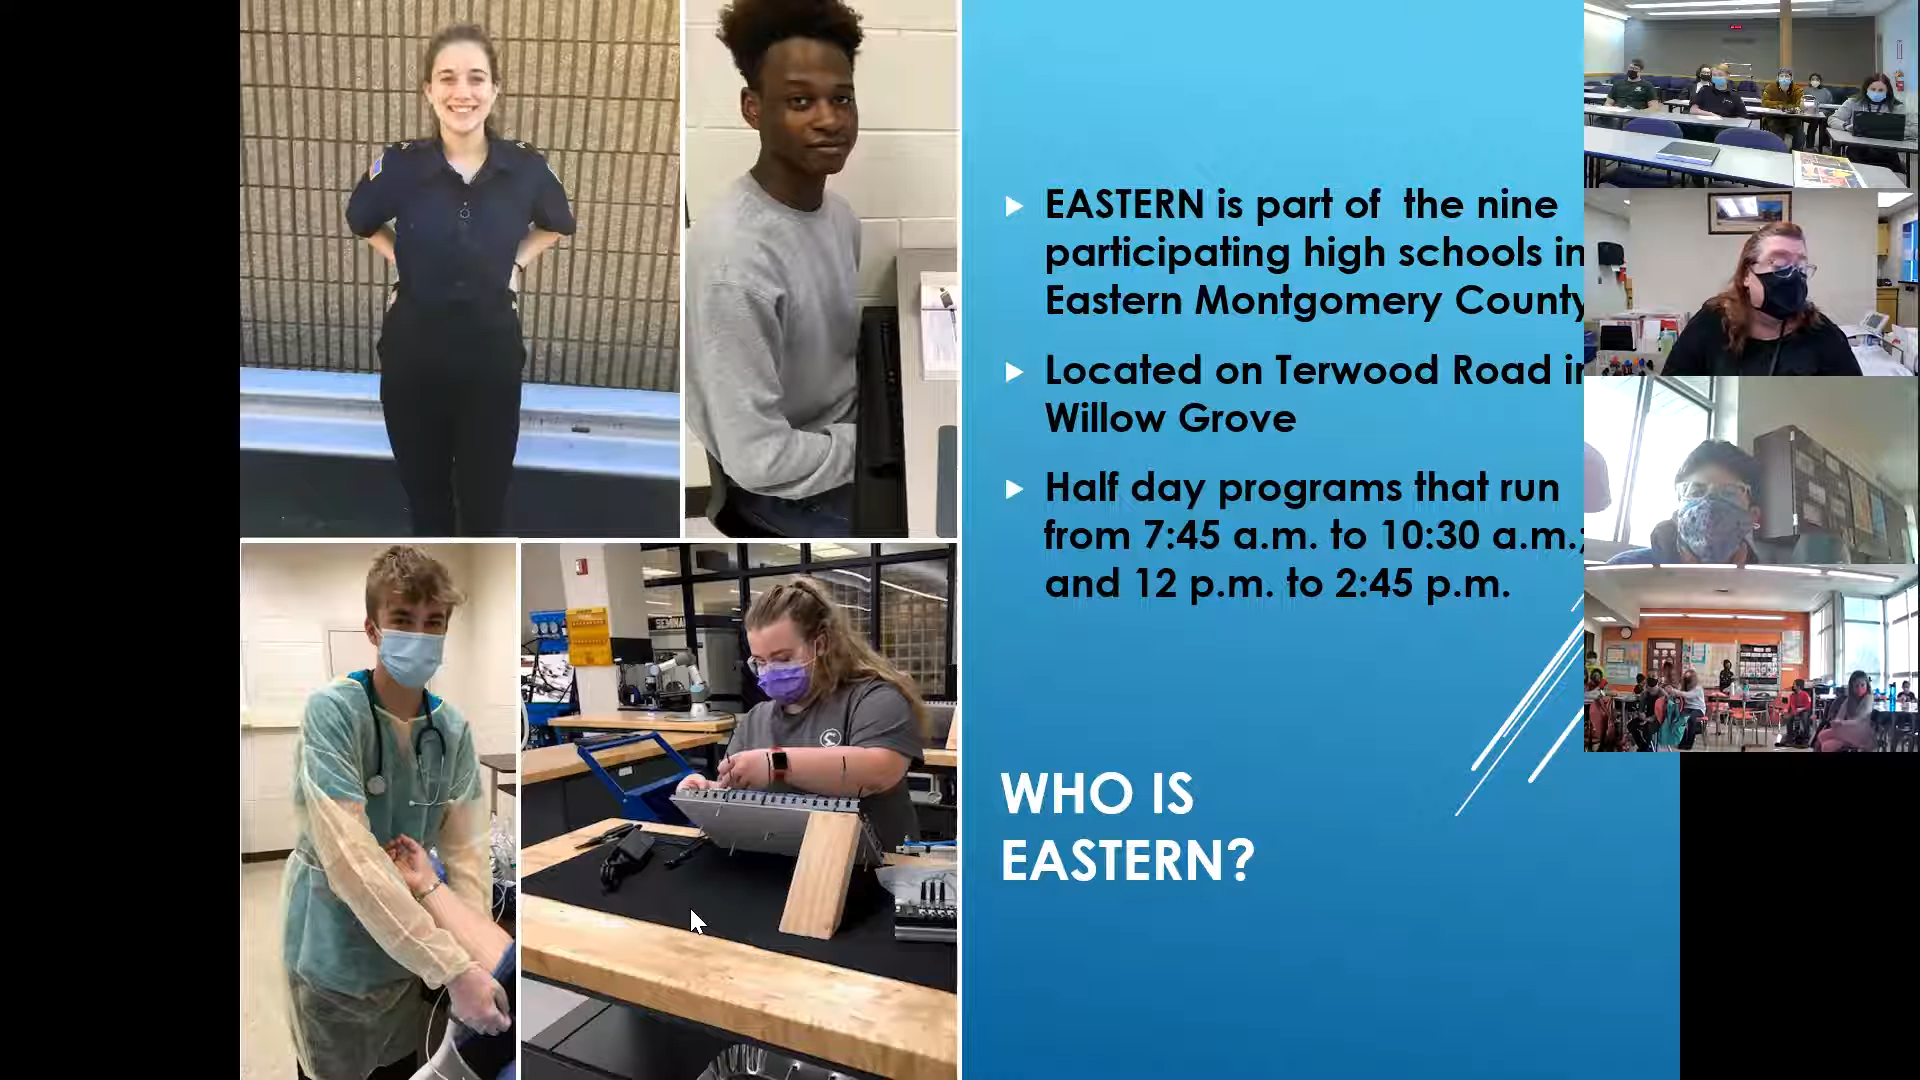 EASTERN is part of  the nine
participating high schools in
Eastern Montgomery County
Located on Terwood Road in
Willow Grove
Half day programs that run
from 7:45 a.m. to 10:30 a.m.;
and 12 p.m. to 2:45 p.m.
WHO IS
EASTERN?